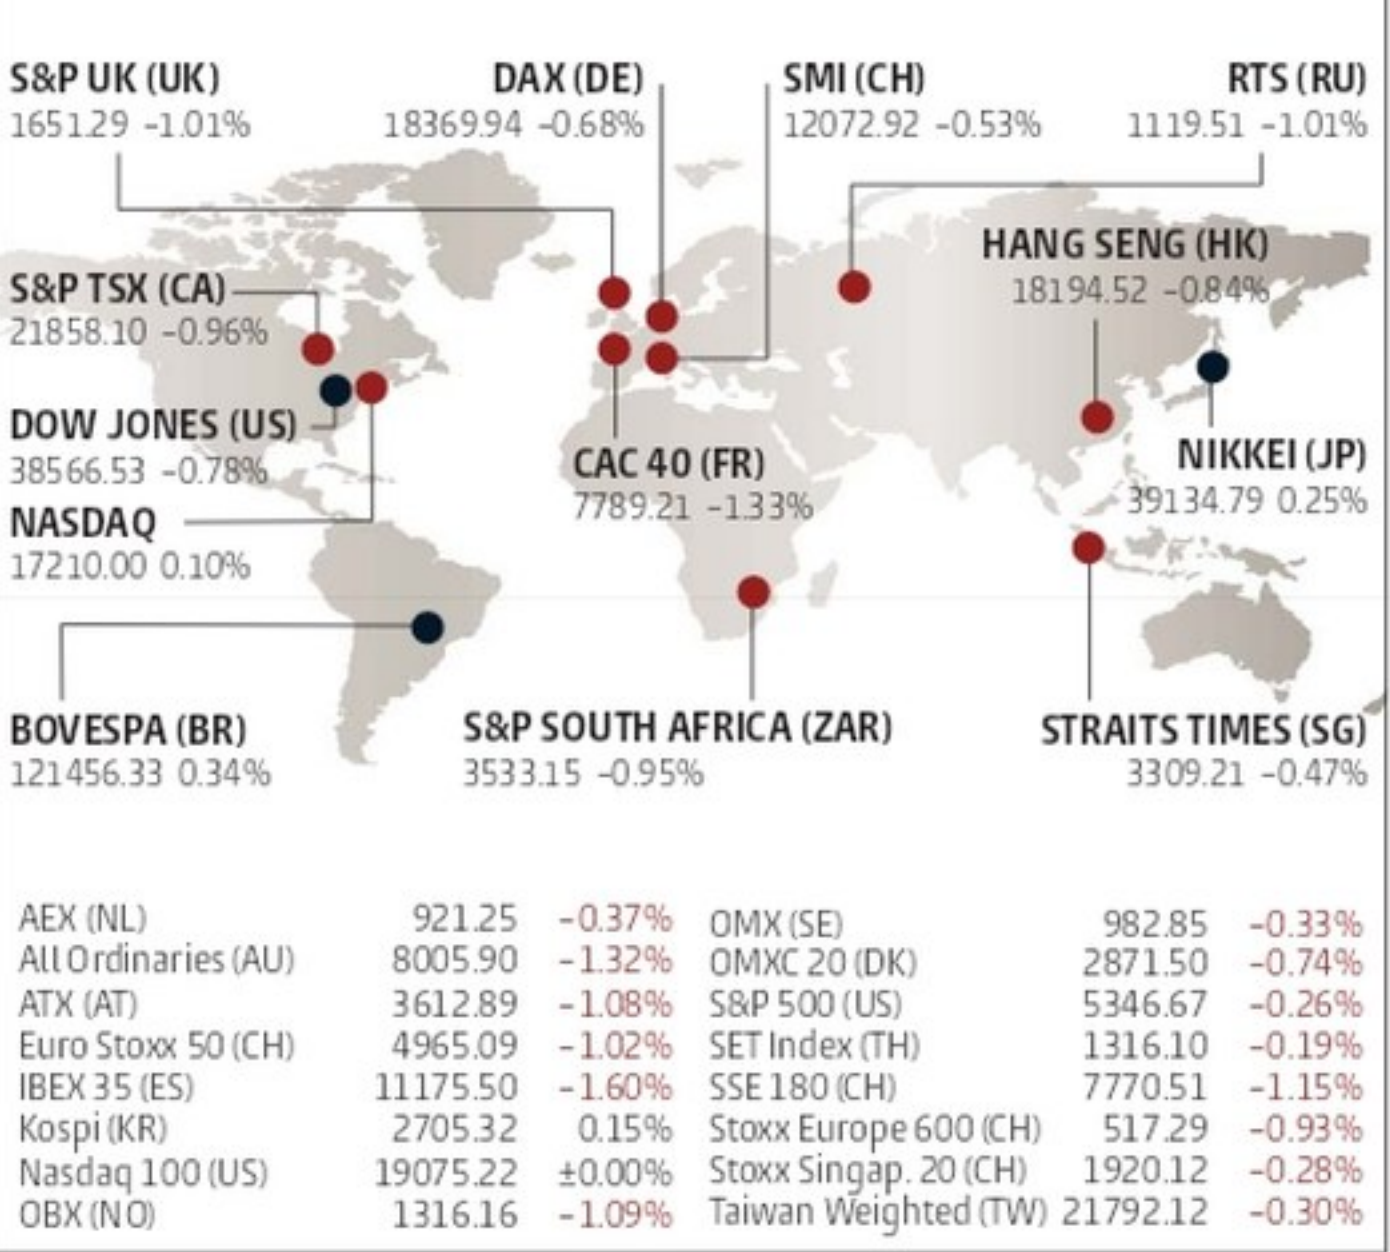 S&P UK (UK)
1651.29 -1.01%
DAX (DE)
18369.94 -0.68%
SMI (CH)
12072.92 -0.53%
RTS (RU)
1119.51 -1.01%
HANG SENG (HK)
18194.52 -0.84%
S&P TSX (CA)
21858.10 -0.96%
DOW JONES (US)
38566.53 -0.78%
CAC 40 (FR)
7789.21 -1.33%
NIKKEI (JP)
39134.79 0.25%
NASDAQ
17210.00 0.10%
BOVESPA (BR)
121456.33 0.34%
S&P SOUTH AFRICA (ZAR)
3533.15 -0.95%
STRAITS TIMES (SG)
3309.21 -0.47%
AEX (NL) 921.25 -0.37%
All Ordinaries (AU) 8005.90 -1.32%
ATX (AT) 3612.89 -1.08%
Euro Stoxx 50 (CH) 4965.09 -1.02%
IBEX 35 (ES) 11175.50 -1.60%
Kospi (KR) 2705.32 0.15%
Nasdaq 100 (US) 19075.22 ±0.00%
OBX (NO) 1316.16 -1.09%
OMX (SE) 982.85 -0.33%
OMXC 20 (DK) 2871.50 -0.74%
S&P 500 (US) 5346.67 -0.26%
SET Index (TH) 1316.10 -0.19%
SSE 180 (CH) 7770.51 -1.15%
Stoxx Europe 600 (CH) 517.29 -0.93%
Stoxx Singap. 20 (CH) 1920.12 -0.28%
Taiwan Weighted (TW) 21792.12 -0.30%